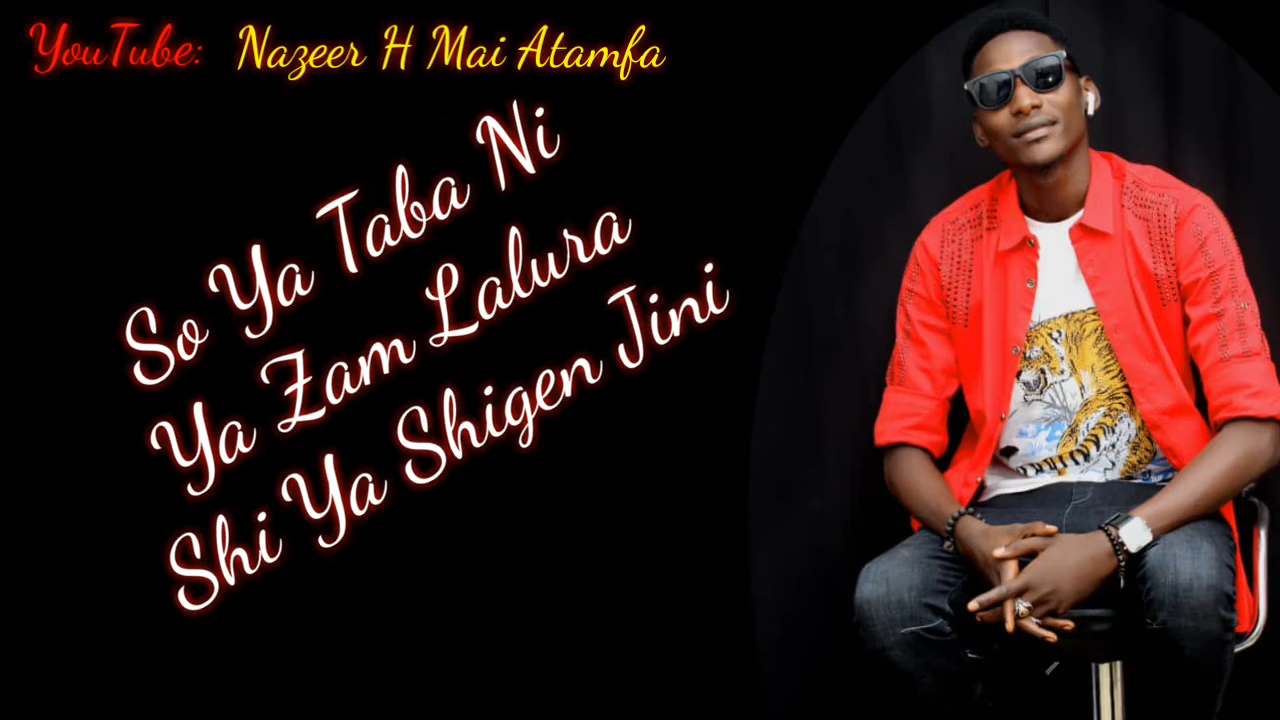 YouTube: Nazeer H Mai Atamfa
So Ya Taba Ni
Ya Zam Lalura
Shi Ya Shigen Jini